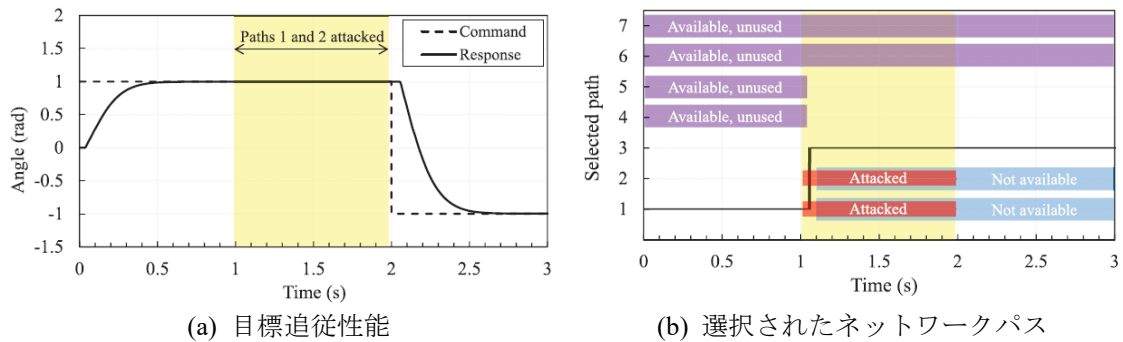 2
1.5
1
0.5
0
-0.5
-1
-1.5
Angle (rad)
Paths 1 and 2 attacked
Command
Response
0 0.5 1 1.5 2 2.5 3
Time (s)
(a) 目標追従性能
7
6
5
4
3
2
1
Selected path
Available, unused
Available, unused
Available, unused
Available, unused
Attacked Not available
Attacked Not available
0 0.5 1 1.5 2 2.5 3
Time (s)
(b) 選択されたネットワークパス